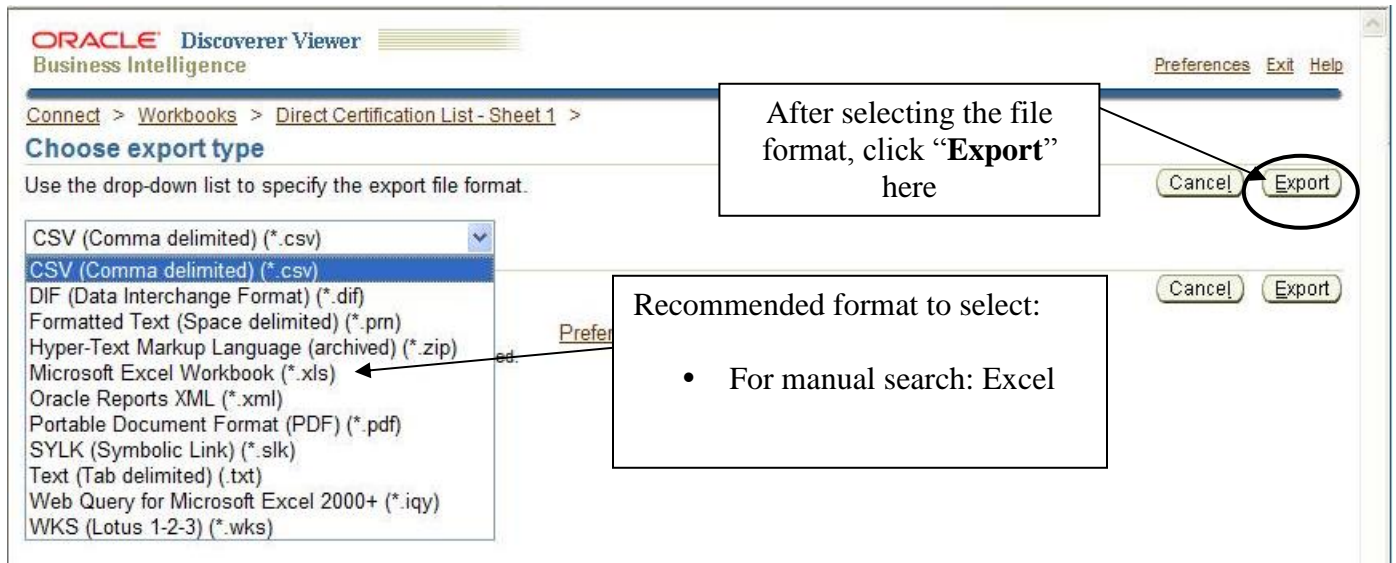 ORACLE Discoverer Viewer
Business Intelligence
Preferences Exit Help
Connect > Workbooks > Direct Certification List - Sheet 1 >
Choose export type
Use the drop-down list to specify the export file format.
After selecting the file
format, click “Export”
here
Cancel Export
CSV (Comma delimited) (*.csv)
CSV (Comma delimited) (*.csv)
DIF (Data Interchange Format) (*.dif)
Formatted Text (Space delimited) (*.prn)
Hyper-Text Markup Language (archived) (*.zip)
Microsoft Excel Workbook (*.xls)
Oracle Reports XML (*.xml)
Portable Document Format (PDF) (*.pdf)
SYLK (Symbolic Link) (*.slk)
Text (Tab delimited) (.txt)
Web Query for Microsoft Excel 2000+ (*.iqy)
WKS (Lotus 1-2-3) (*.wks)
Cancel Export
Recommended format to select:
• For manual search: Excel